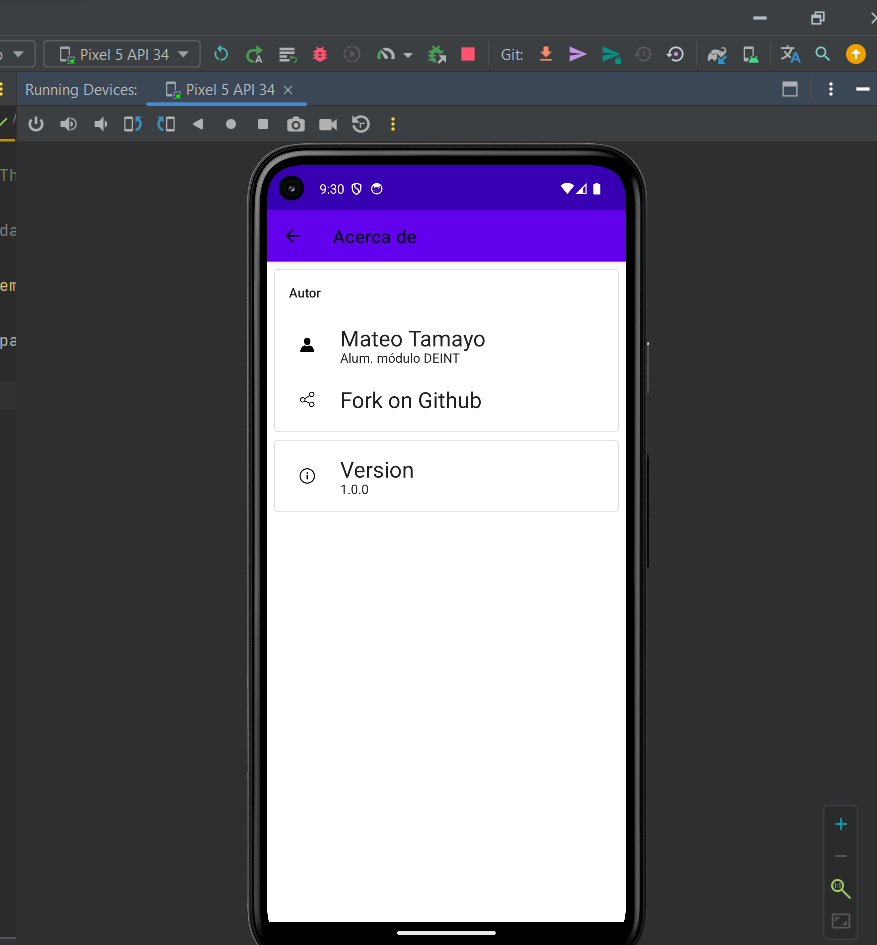 Pixel 5 API 34
Git:
Running Devices:
Pixel 5 API 34
9:30
Acerca de
Autor
Mateo Tamayo
Alum. módulo DEINT
Fork on Github
Version
1.0.0
Th
da
em
pa